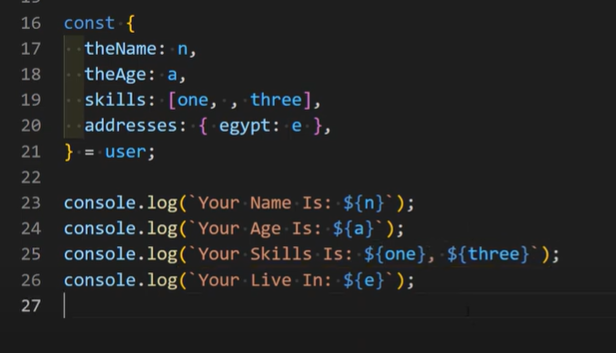 16 const {
17   theName: n,
18   theAge: a,
19   skills: [one, , three],
20   addresses: { egypt: e },
21 } = user;
22
23 console.log(`Your Name Is: ${n}`);
24 console.log(`Your Age Is: ${a}`);
25 console.log(`Your Skills Is: ${one}, ${three}`);
26 console.log(`Your Live In: ${e}`);
27